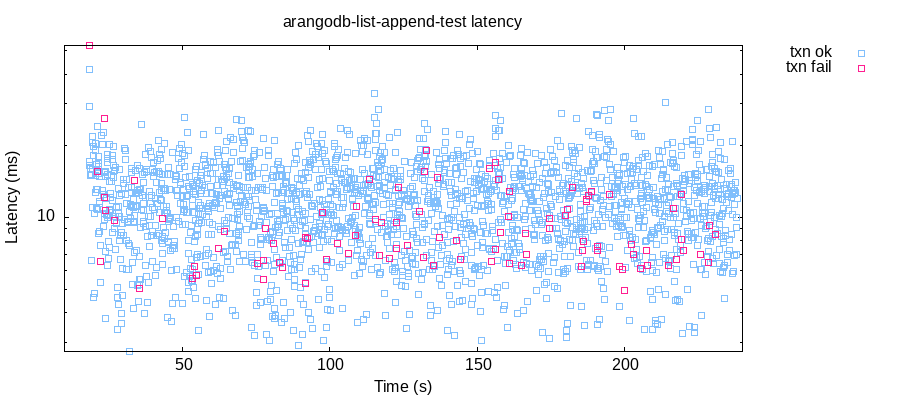 arangodb-list-append-test latency
txn ok
txn fail
Latency (ms)
10
50
100
150
200
Time (s)